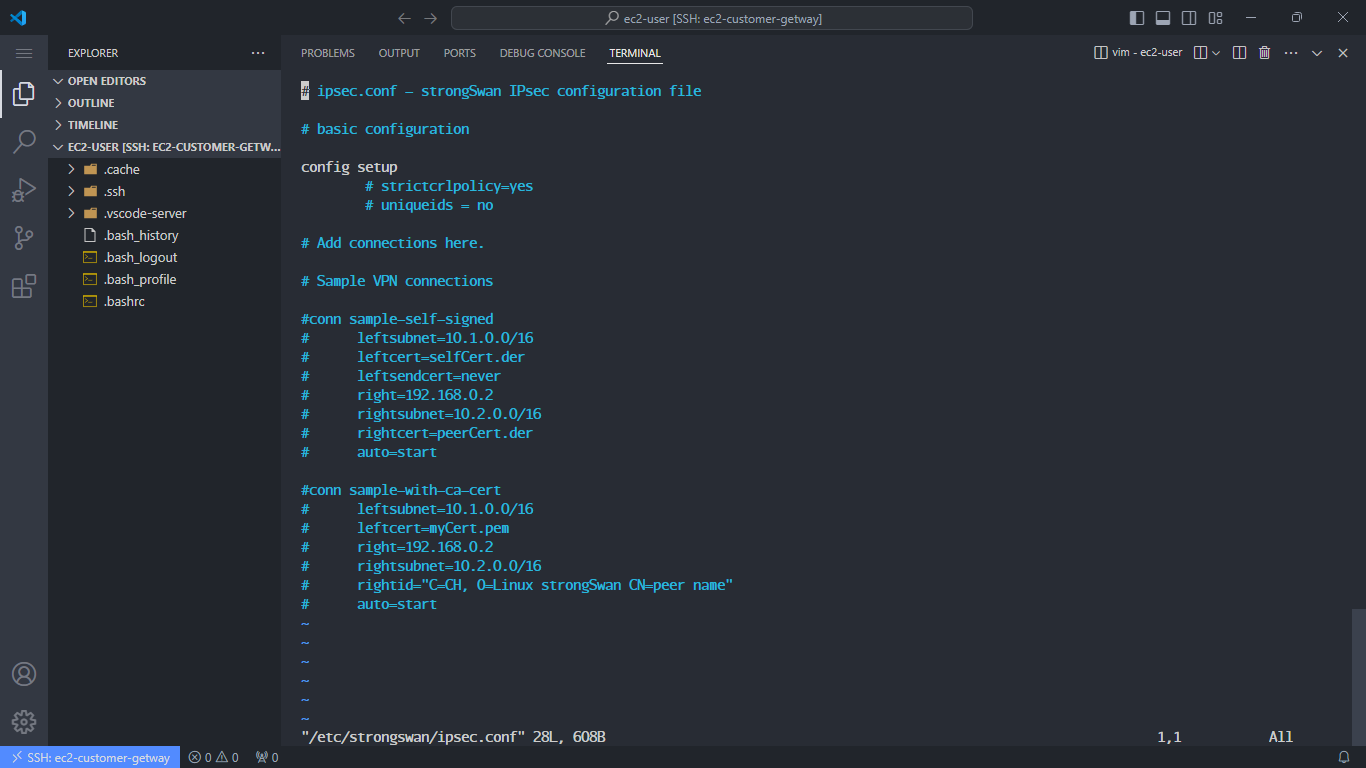 ec2-user [SSH: ec2-customer-getway]
EXPLORER
OPEN EDITORS
OUTLINE
TIMELINE
EC2-USER [SSH: EC2-CUSTOMER-GETW...
.cache
.ssh
.vscode-server
.bash_history
.bash_logout
.bash_profile
.bashrc
PROBLEMS OUTPUT PORTS DEBUG CONSOLE TERMINAL
vim - ec2-user
# ipsec.conf - strongSwan IPsec configuration file
# basic configuration
config setup
# strictcrlpolicy=yes
# uniqueids = no
# Add connections here.
# Sample VPN connections
#conn sample-self-signed
# leftsubnet=10.1.0.0/16
# leftcert=selfCert.der
# leftsendcert=never
# right=192.168.0.2
# rightsubnet=10.2.0.0/16
# rightcert=peerCert.der
# auto=start
#conn sample-with-ca-cert
# leftsubnet=10.1.0.0/16
# leftcert=myCert.pem
# right=192.168.0.2
# rightsubnet=10.2.0.0/16
# rightid="C=CH, O=Linux strongSwan CN=peer name"
# auto=start
~
~
~
~
~
~
"/etc/strongswan/ipsec.conf" 28L, 608B 1,1 All
SSH: ec2-customer-getway 0 0 0